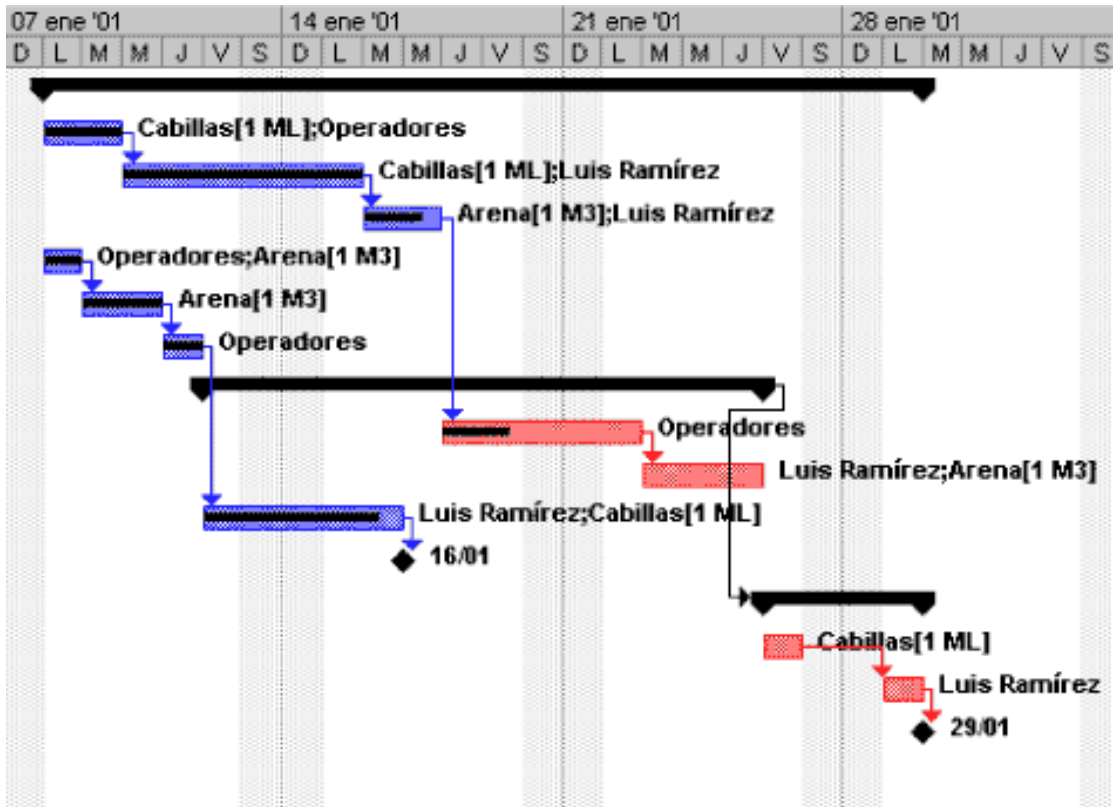 07 ene '01 14 ene '01 21 ene '01 28 ene '01
D L M M J V S D L M M J V S D L M M J V S D L M M J V S
Cabillas[1 ML];Operadores
Cabillas[1 ML];Luis Ramírez
Arena[1 M3];Luis Ramírez
Operadores;Arena[1 M3]
Arena[1 M3]
Operadores
Operadores
Luis Ramírez;Arena[1 M3]
Luis Ramírez;Cabillas[1 ML]
16/01
Cabillas[1 ML]
Luis Ramírez
29/01